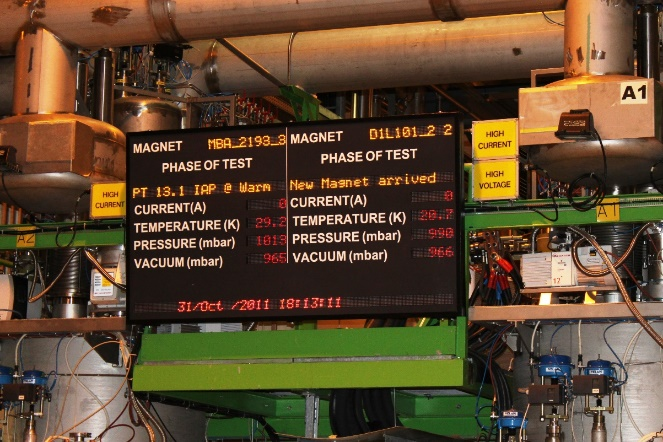 MAGNET MBA_2193_3
PHASE OF TEST
PT 13.1 IAP @ Warm
CURRENT(A) 0
TEMPERATURE (K) 29.2
PRESSURE (mbar) 1013
VACUUM (mbar) 965
MAGNET D1L101_2 2
PHASE OF TEST
New Magnet arrived
CURRENT(A) 0
TEMPERATURE (K) 20.7
PRESSURE (mbar) 990
VACUUM (mbar) 966
31/Oct /2011 18:13:11
HIGH
CURRENT
HIGH
CURRENT
HIGH
VOLTAGE
A1
A1
A2
17